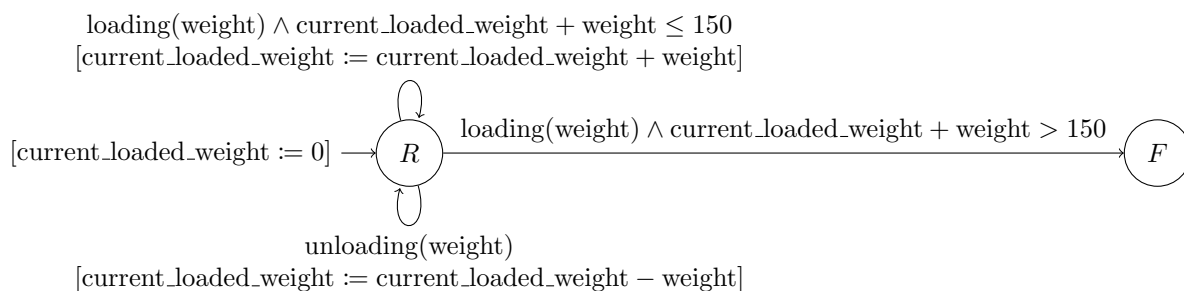 loading(weight) ∧ current_loaded_weight + weight ≤ 150
[current_loaded_weight := current_loaded_weight + weight]
[current_loaded_weight := 0]
R
loading(weight) ∧ current_loaded_weight + weight > 150
F
unloading(weight)
[current_loaded_weight := current_loaded_weight − weight]